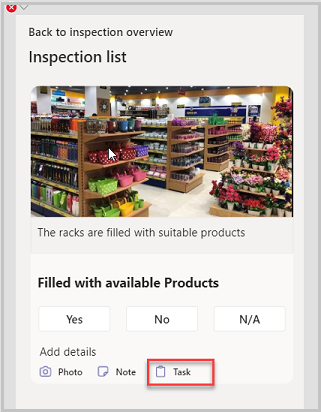 Back to inspection overview
Inspection list
The racks are filled with suitable products
Filled with available Products
Yes No N/A
Add details
Photo Note Task